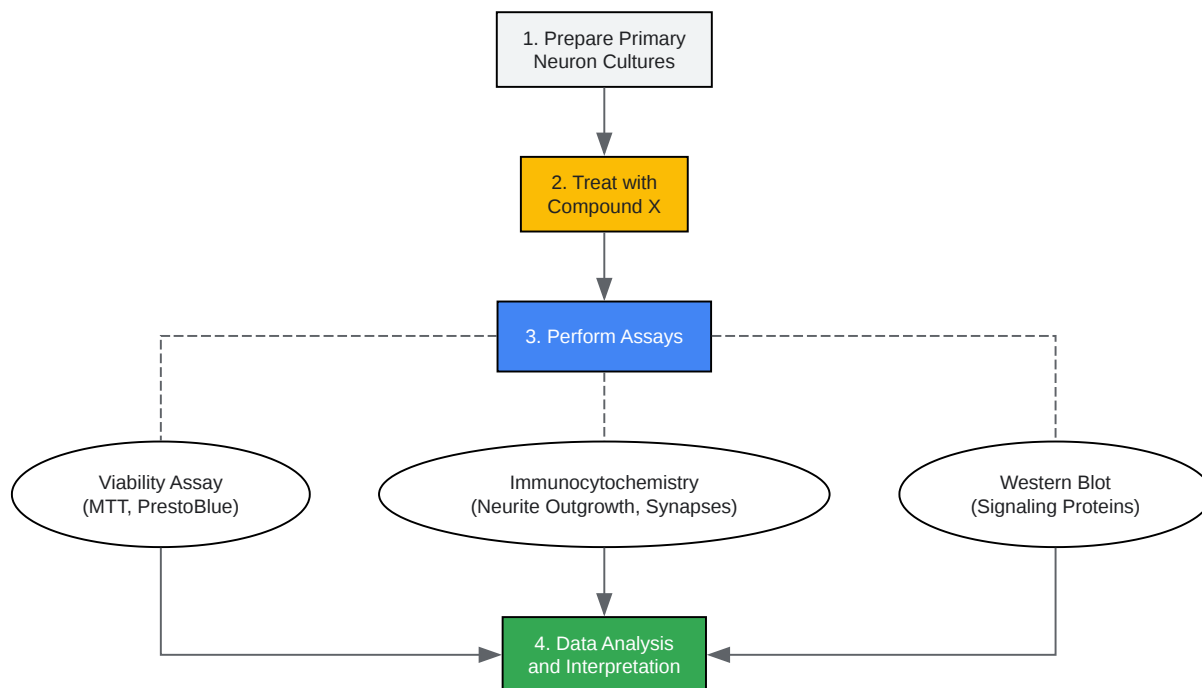 1. Prepare Primary
Neuron Cultures
2. Treat with
Compound X
3. Perform Assays
Viability Assay
(MTT, PrestoBlue)
Immunocytochemistry
(Neurite Outgrowth, Synapses)
Western Blot
(Signaling Proteins)
4. Data Analysis
and Interpretation